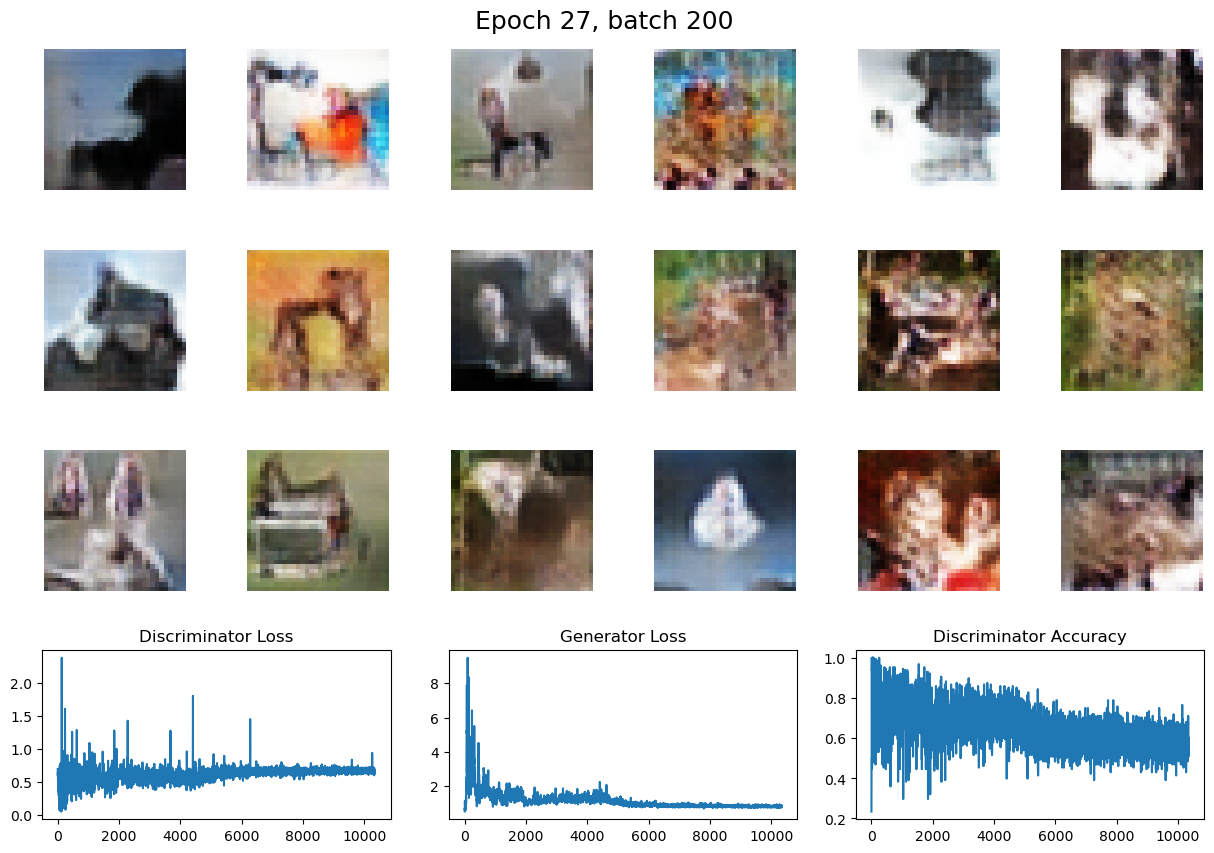 Epoch 27, batch 200
Discriminator Loss
Generator Loss
Discriminator Accuracy
2.0
1.5
1.0
0.5
0.0
0 2000 4000 6000 8000 10000
8
6
4
2
0 2000 4000 6000 8000 10000
1.0
0.8
0.6
0.4
0.2
0 2000 4000 6000 8000 10000